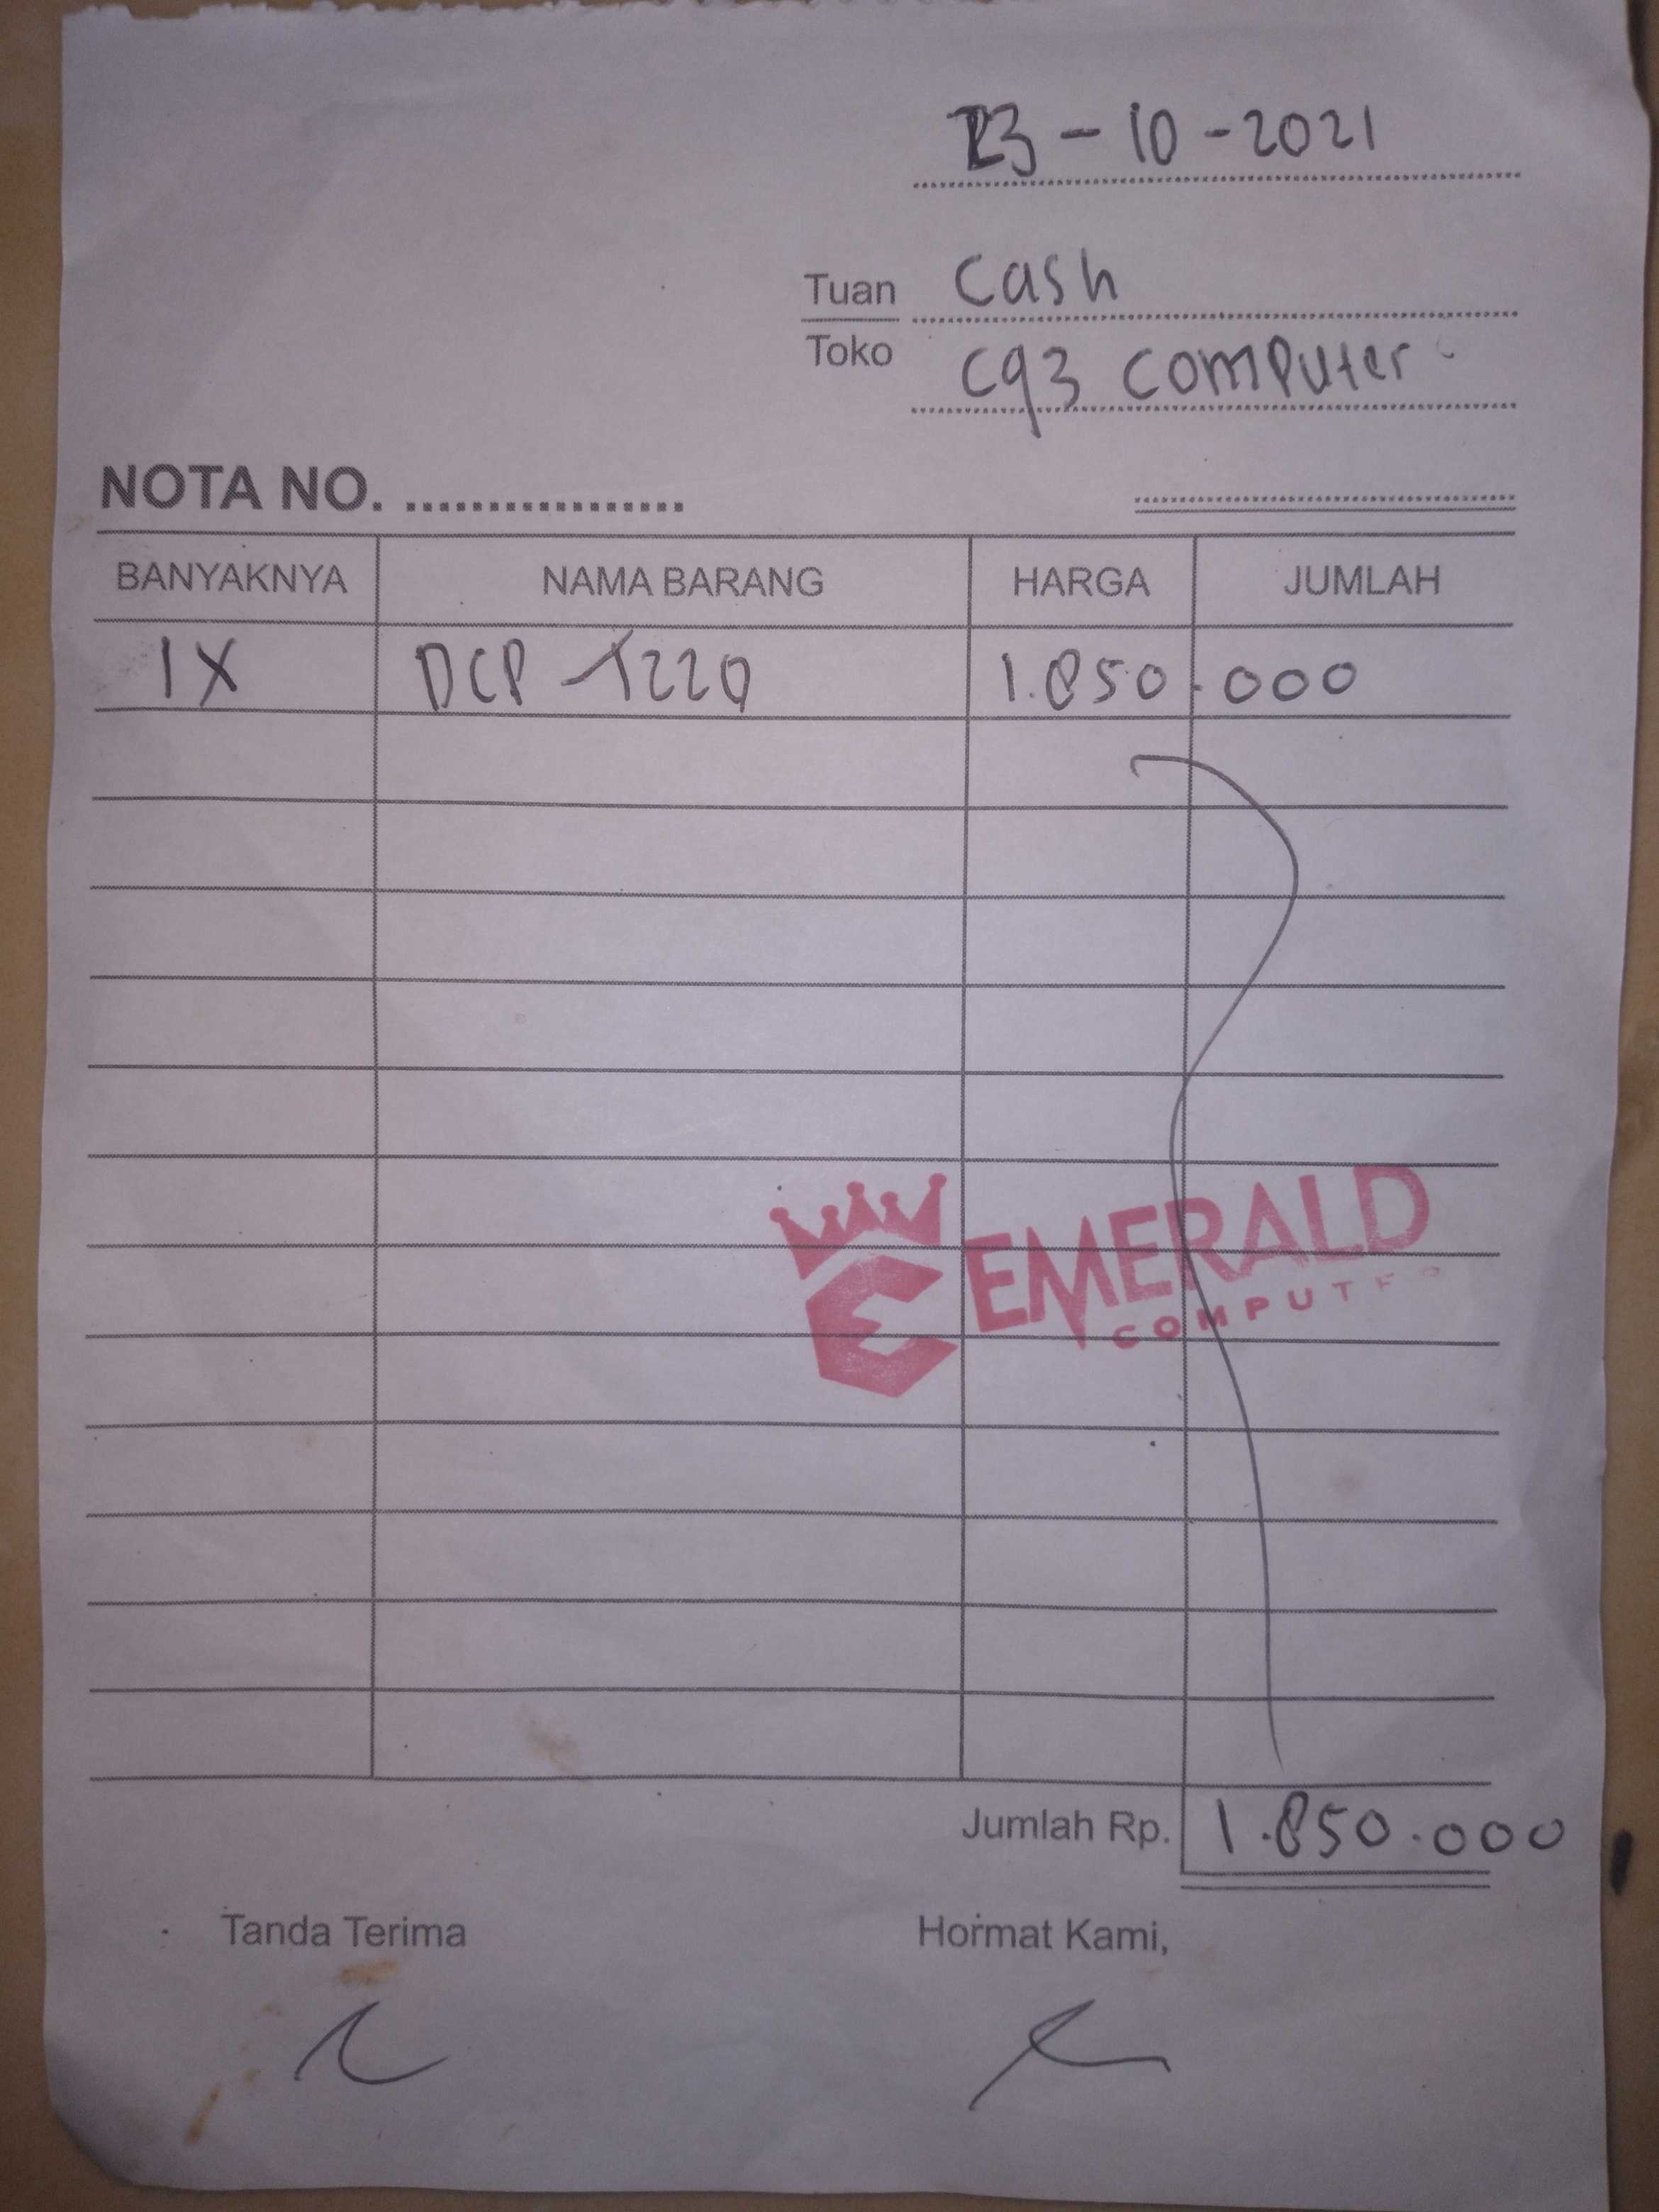 23-10-2021
Tuan Cash
Toko cq3 computer
NOTA NO. .................
BANYAKNYA NAMA BARANG HARGA JUMLAH
1X DCP-T220 1.850.000
EMERALD
COMPUTER
Jumlah Rp. 1.850.000
Tanda Terima Hormat Kami,